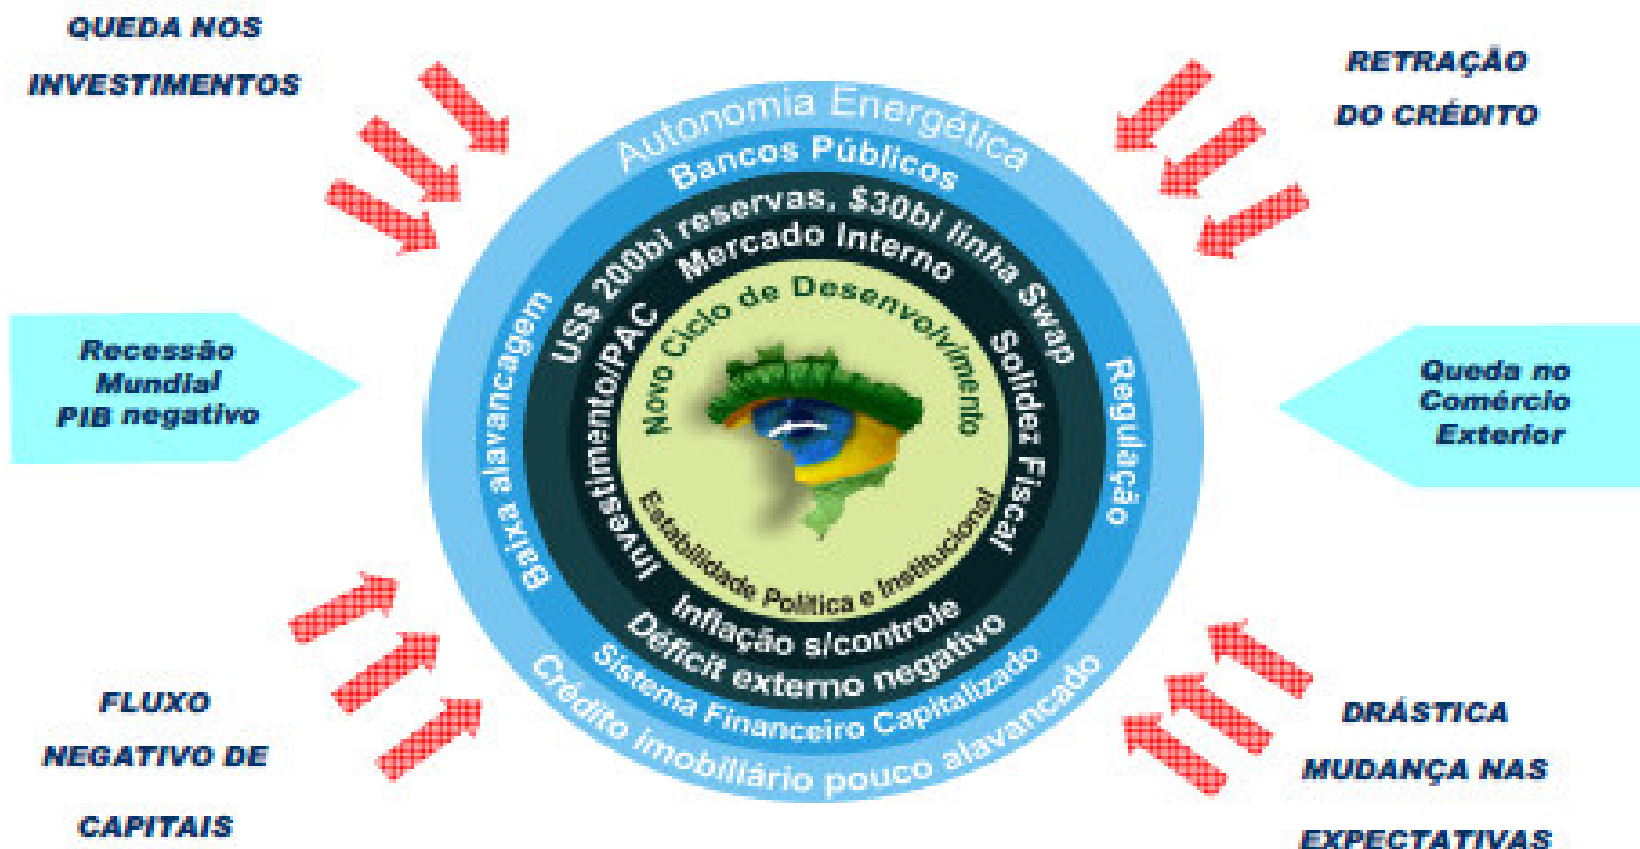 QUEDA NOS
INVESTIMENTOS
RETRAÇÃO
DO CRÉDITO
Autonomia Energética
Bancos Públicos
US$ 200bi reservas, $30bi linha Swap
Mercado Interno
Novo Ciclo de Desenvolvimento
Recessão
Mundial
PIB negativo
Baixa alavancagem
Investimento/PAC
Solidez Fiscal
Regulação
Queda no
Comércio
Exterior
Estabilidade Política e Institucional
Inflação s/controle
Déficit externo negativo
Sistema Financeiro Capitalizado
Crédito imobiliário pouco alavancado
FLUXO
NEGATIVO DE
CAPITAIS
DRÁSTICA
MUDANÇA NAS
EXPECTATIVAS